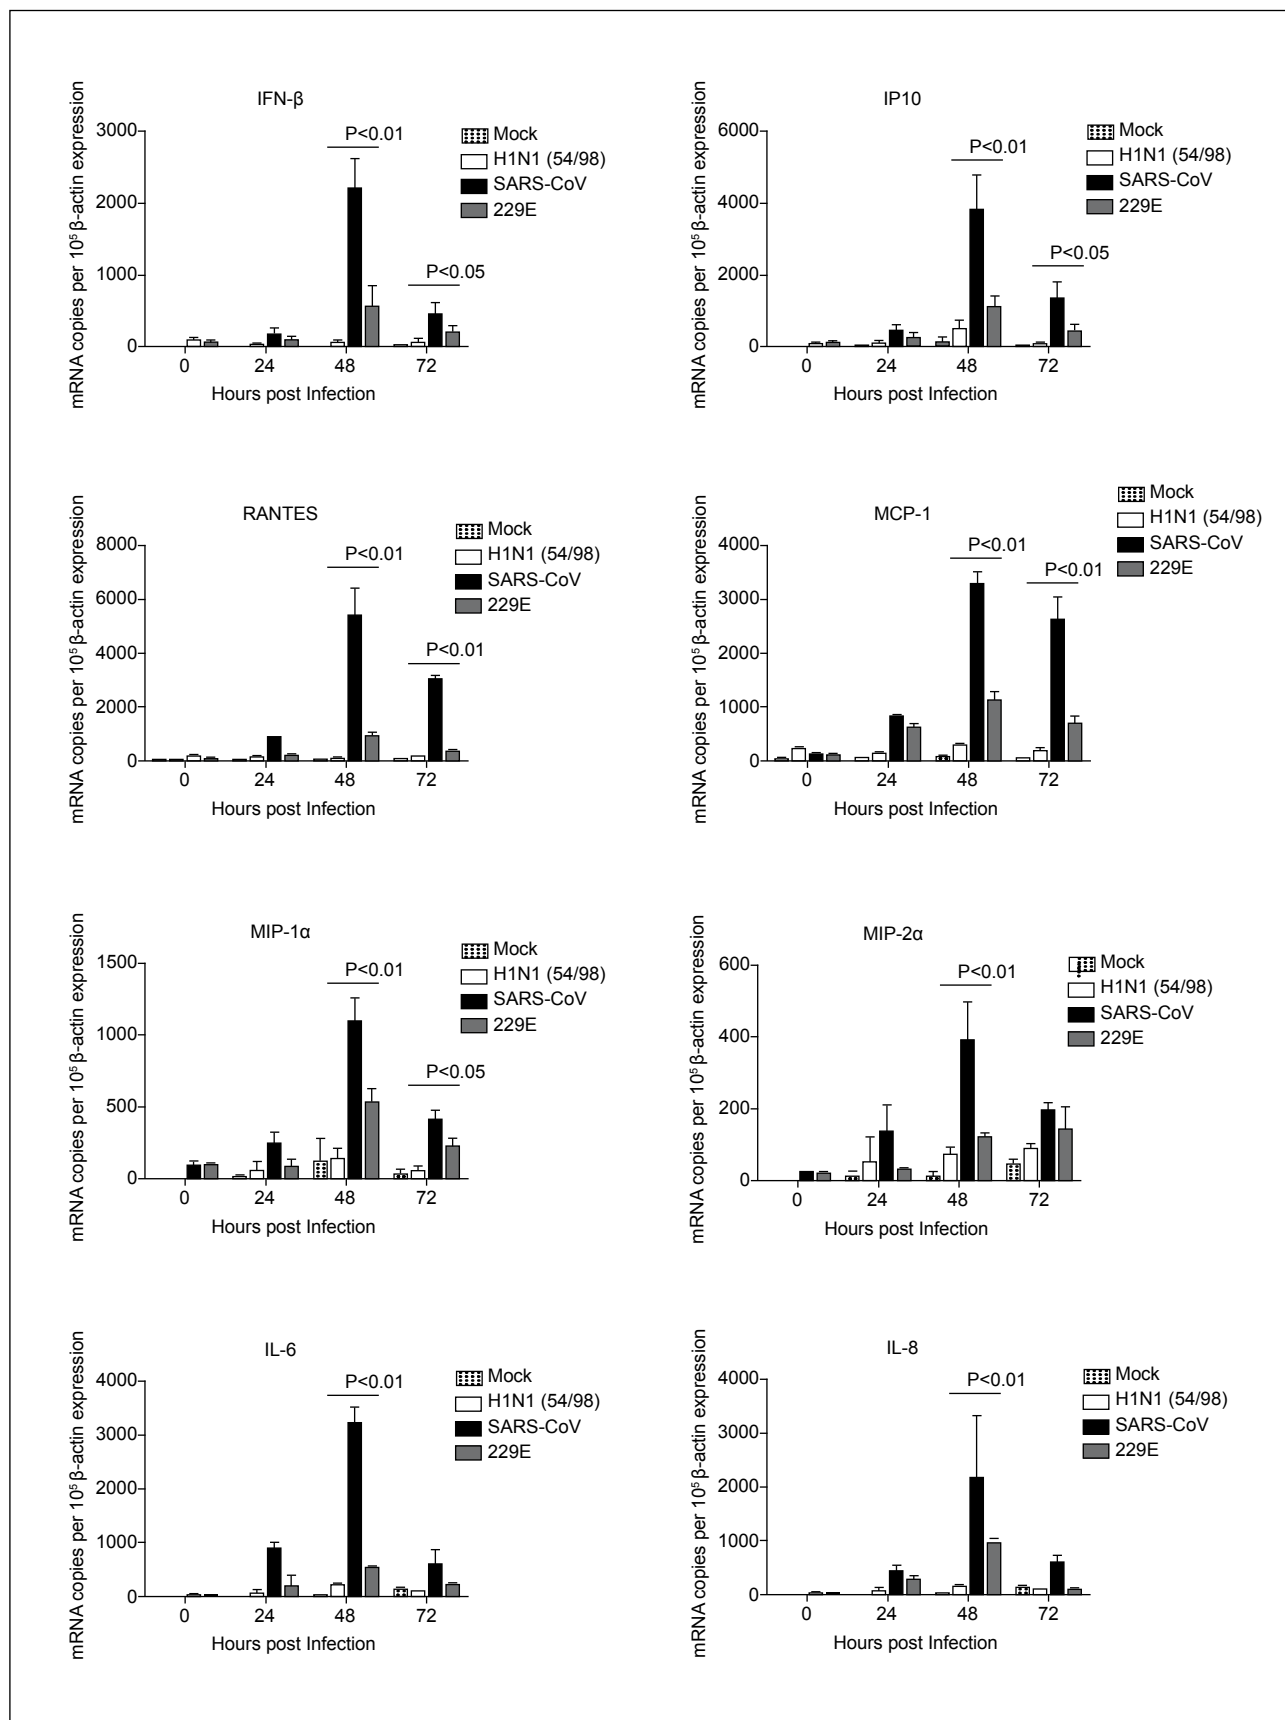 IFN-β
mRNA copies per 10⁵ β-actin expression
3000
2000
1000
0
P<0.01
P<0.05
Mock
H1N1 (54/98)
SARS-CoV
229E
0 24 48 72
Hours post Infection
IP10
mRNA copies per 10⁵ β-actin expression
6000
4000
2000
0
P<0.01
P<0.05
Mock
H1N1 (54/98)
SARS-CoV
229E
0 24 48 72
Hours post Infection
RANTES
mRNA copies per 10⁵ β-actin expression
8000
6000
4000
2000
0
P<0.01
P<0.01
Mock
H1N1 (54/98)
SARS-CoV
229E
0 24 48 72
Hours post Infection
MCP-1
mRNA copies per 10⁵ β-actin expression
4000
3000
2000
1000
0
P<0.01
P<0.01
Mock
H1N1 (54/98)
SARS-CoV
229E
0 24 48 72
Hours post Infection
MIP-1α
mRNA copies per 10⁵ β-actin expression
1500
1000
500
0
P<0.01
P<0.05
Mock
H1N1 (54/98)
SARS-CoV
229E
0 24 48 72
Hours post Infection
MIP-2α
mRNA copies per 10⁵ β-actin expression
600
400
200
0
P<0.01
Mock
H1N1 (54/98)
SARS-CoV
229E
0 24 48 72
Hours post Infection
IL-6
mRNA copies per 10⁵ β-actin expression
4000
3000
2000
1000
0
P<0.01
Mock
H1N1 (54/98)
SARS-CoV
229E
0 24 48 72
Hours post Infection
IL-8
mRNA copies per 10⁵ β-actin expression
4000
3000
2000
1000
0
P<0.01
Mock
H1N1 (54/98)
SARS-CoV
229E
0 24 48 72
Hours post Infection